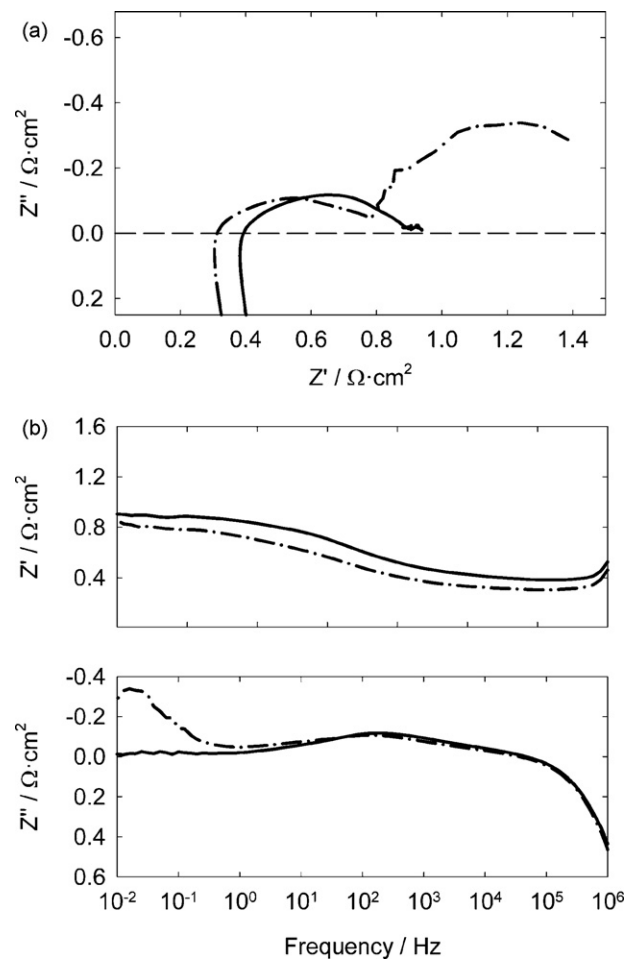 (a)
-0.6
-0.4
-0.2
0.0
0.2
Z" / Ω·cm²
0.0 0.2 0.4 0.6 0.8 1.0 1.2 1.4
Z' / Ω·cm²
(b)
1.6
1.2
0.8
0.4
Z' / Ω·cm²
-0.4
-0.2
0.0
0.2
0.4
0.6
Z" / Ω·cm²
10⁻² 10⁻¹ 10⁰ 10¹ 10² 10³ 10⁴ 10⁵ 10⁶
Frequency / Hz